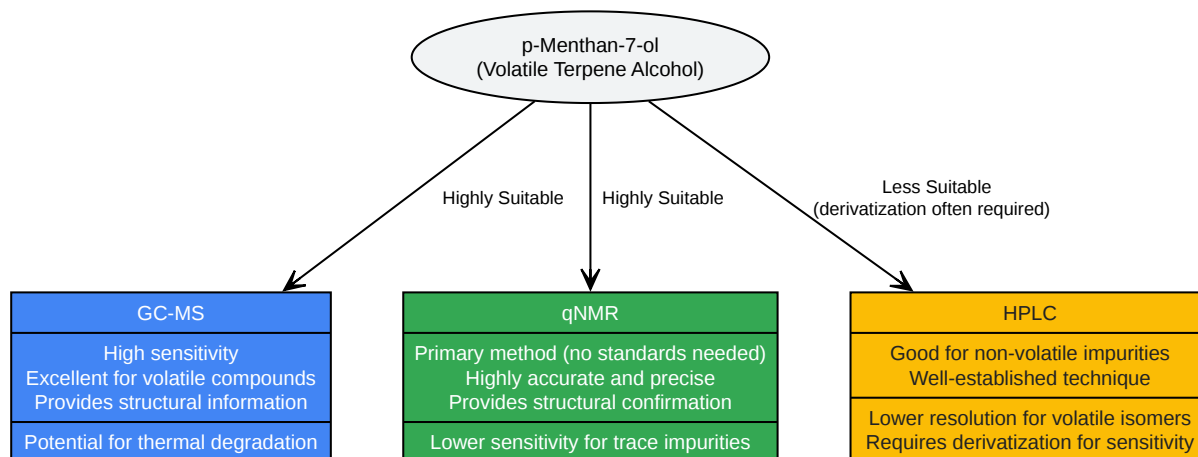 p-Menthan-7-ol
(Volatile Terpene Alcohol)
Highly Suitable
Highly Suitable
Less Suitable
(derivatization often required)
GC-MS
High sensitivity
Excellent for volatile compounds
Provides structural information
Potential for thermal degradation
qNMR
Primary method (no standards needed)
Highly accurate and precise
Provides structural confirmation
Lower sensitivity for trace impurities
HPLC
Good for non-volatile impurities
Well-established technique
Lower resolution for volatile isomers
Requires derivatization for sensitivity